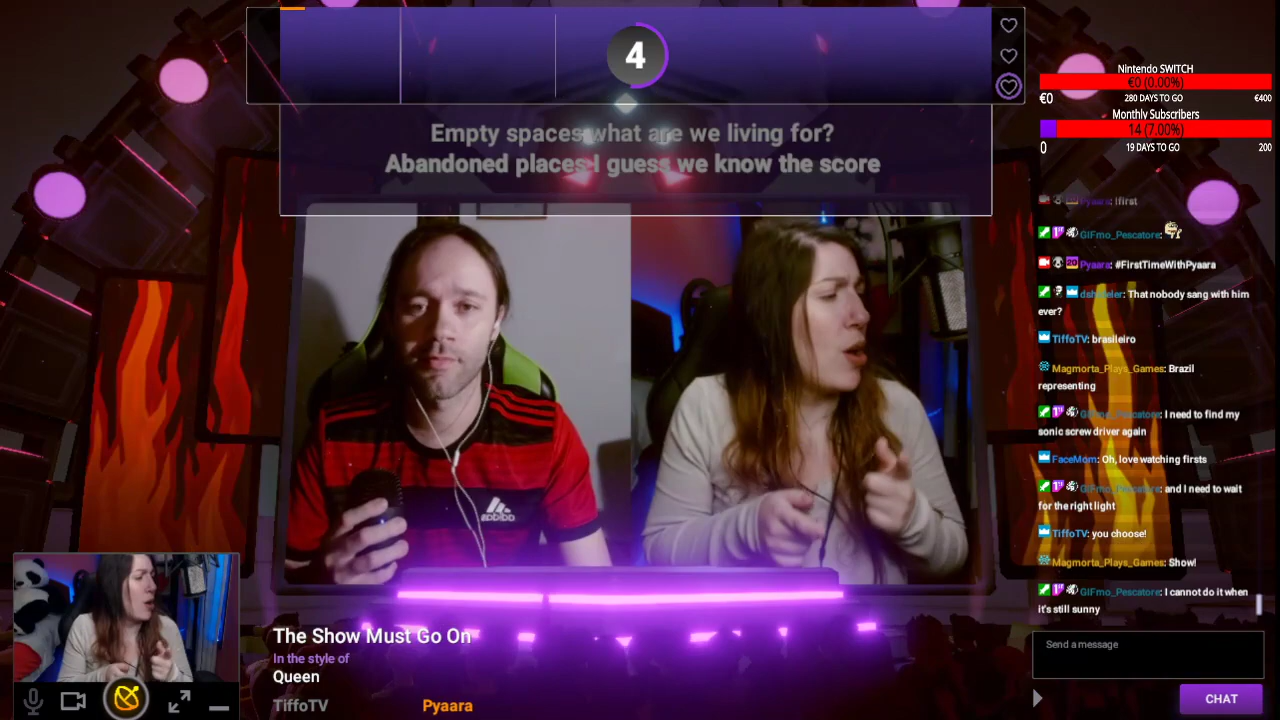 4
Empty spaces what are we living for?
Abandoned places I guess we know the score
Nintendo SWITCH
€0 (0.00%)
€0
280 DAYS TO GO
€400
Monthly Subscribers
14 (7.00%)
0
19 DAYS TO GO
200
Pyaara: !first
GIFmo_Pescatore:
20 Pyaara: #FirstTimeWithPyaara
dsheeler: That nobody sang with him
ever?
TiffoTV: brasileiro
Magmorta_Plays_Games: Brazil
representing
GIFmo_Pescatore: I need to find my
sonic screw driver again
FaceMom: Oh, love watching firsts
GIFmo_Pescatore: and I need to wait
for the right light
TiffoTV: you choose!
Magmorta_Plays_Games: Show!
GIFmo_Pescatore: I cannot do it when
it's still sunny
Send a message
CHAT
The Show Must Go On
In the style of
Queen
TiffoTV
Pyaara